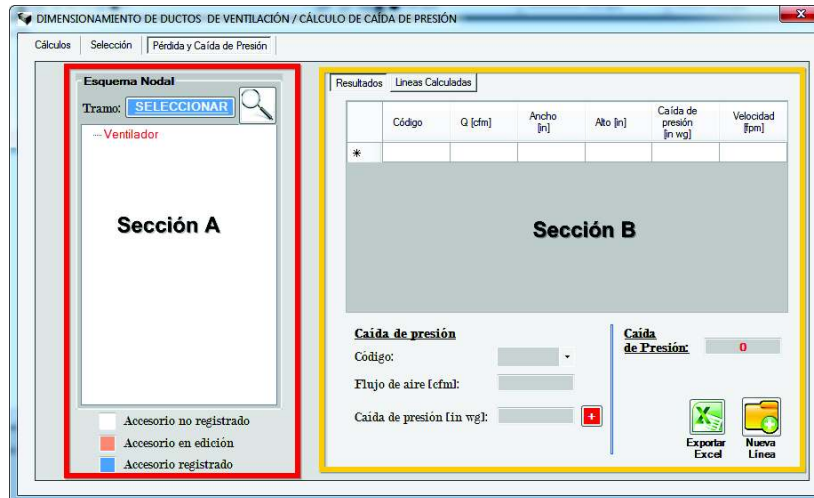 DIMENSIONAMIENTO DE DUCTOS DE VENTILACIÓN / CÁLCULO DE CAÍDA DE PRESIÓN
Cálculos Selección Pérdida y Caída de Presión
Esquema Nodal
Tramo: SELECCIONAR
Ventilador
Sección A
Accesorio no registrado
Accesorio en edición
Accesorio registrado
Resultados Lineas Calculadas
Código Q [cfm] Ancho [in] Alto [in] Caída de presión [in wg] Velocidad [fpm]
*
Sección B
Caída de presión
Código:
Flujo de aire [cfm]:
Caída de presión [in wg]:
Caída
de Presión: 0
Exportar Excel
Nueva Línea